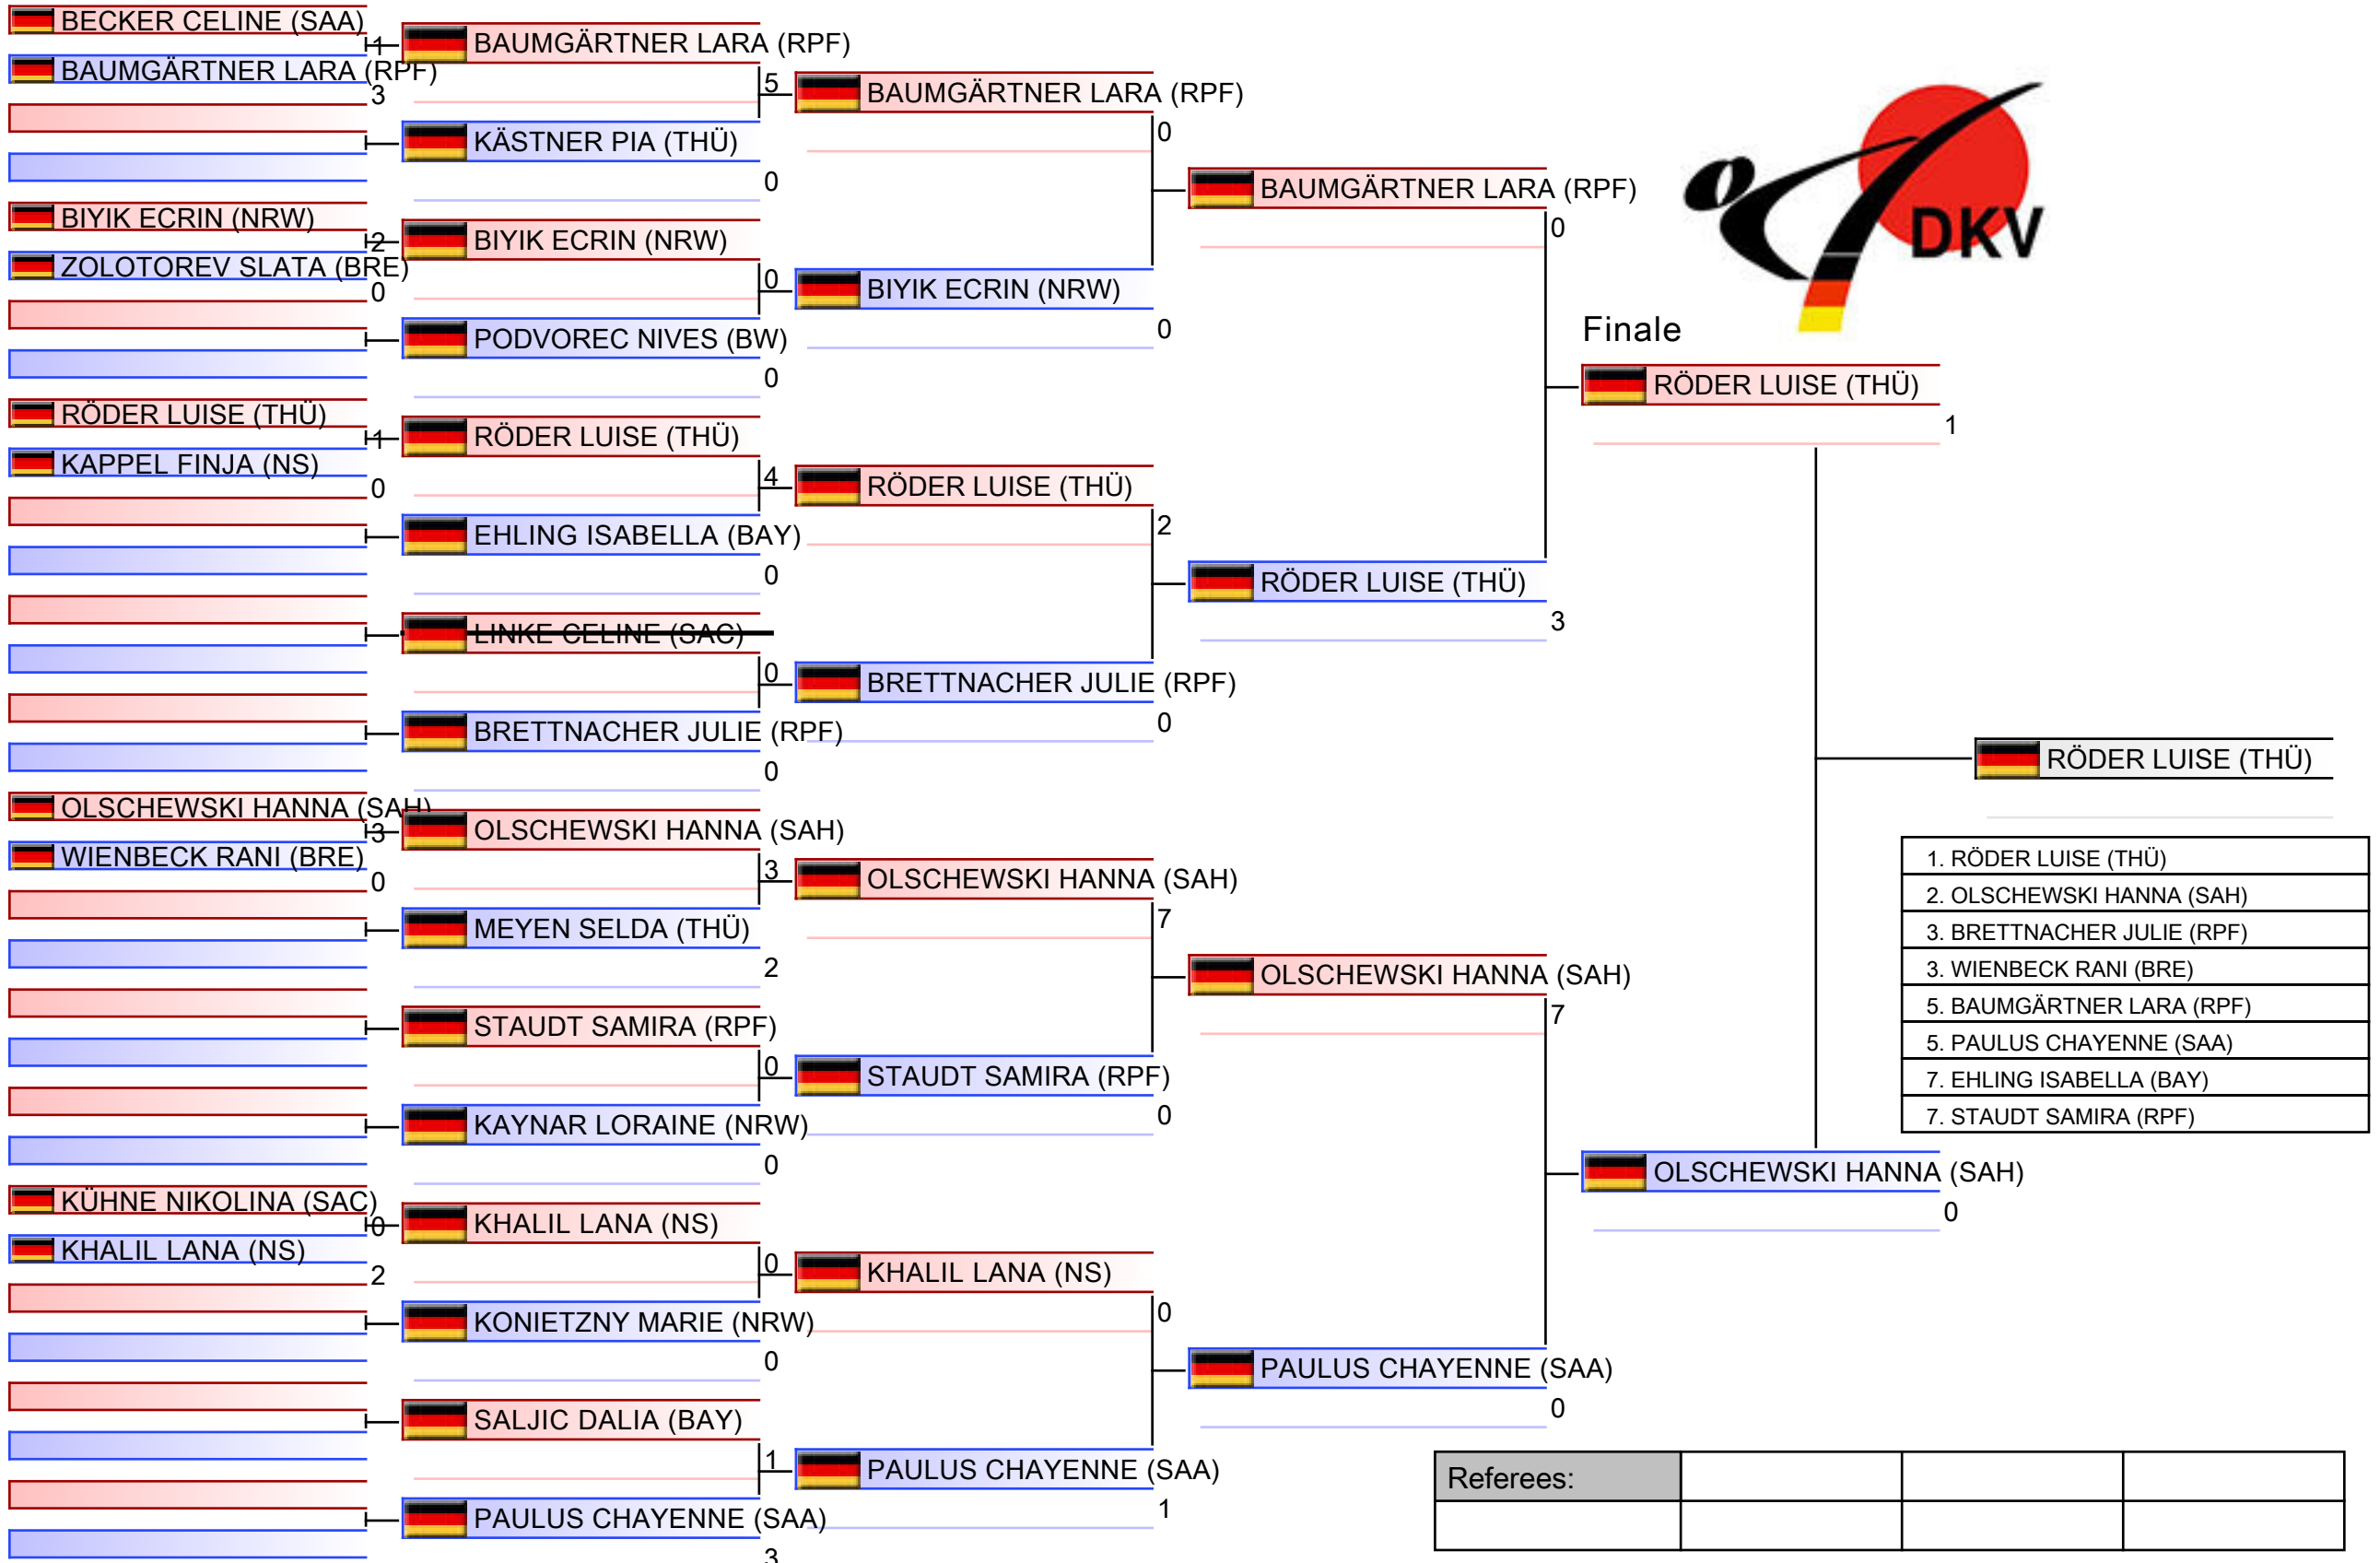 BECKER CELINE (SAA)
1
BAUMGÄRTNER LARA (RPF)
3
BIYIK ECRIN (NRW)
2
ZOLOTOREV SLATA (BRE)
0
RÖDER LUISE (THÜ)
1
KAPPEL FINJA (NS)
0
OLSCHEWSKI HANNA (SAH)
3
WIENBECK RANI (BRE)
0
KÜHNE NIKOLINA (SAC)
0
KHALIL LANA (NS)
2
BAUMGÄRTNER LARA (RPF)
5
KÄSTNER PIA (THÜ)
0
BIYIK ECRIN (NRW)
0
PODVOREC NIVES (BW)
0
RÖDER LUISE (THÜ)
4
EHLING ISABELLA (BAY)
0
LINKE CELINE (SAC)
0
BRETTNACHER JULIE (RPF)
0
OLSCHEWSKI HANNA (SAH)
3
MEYEN SELDA (THÜ)
2
STAUDT SAMIRA (RPF)
0
KAYNAR LORAINE (NRW)
0
KHALIL LANA (NS)
0
KONIETZNY MARIE (NRW)
0
SALJIC DALIA (BAY)
1
PAULUS CHAYENNE (SAA)
3
BAUMGÄRTNER LARA (RPF)
0
BIYIK ECRIN (NRW)
0
RÖDER LUISE (THÜ)
2
BRETTNACHER JULIE (RPF)
0
OLSCHEWSKI HANNA (SAH)
7
STAUDT SAMIRA (RPF)
0
KHALIL LANA (NS)
0
PAULUS CHAYENNE (SAA)
1
BAUMGÄRTNER LARA (RPF)
0
RÖDER LUISE (THÜ)
3
OLSCHEWSKI HANNA (SAH)
7
PAULUS CHAYENNE (SAA)
0
DKV
Finale
RÖDER LUISE (THÜ)
1
OLSCHEWSKI HANNA (SAH)
0
RÖDER LUISE (THÜ)
1. RÖDER LUISE (THÜ)
2. OLSCHEWSKI HANNA (SAH)
3. BRETTNACHER JULIE (RPF)
3. WIENBECK RANI (BRE)
5. BAUMGÄRTNER LARA (RPF)
5. PAULUS CHAYENNE (SAA)
7. EHLING ISABELLA (BAY)
7. STAUDT SAMIRA (RPF)
Referees: